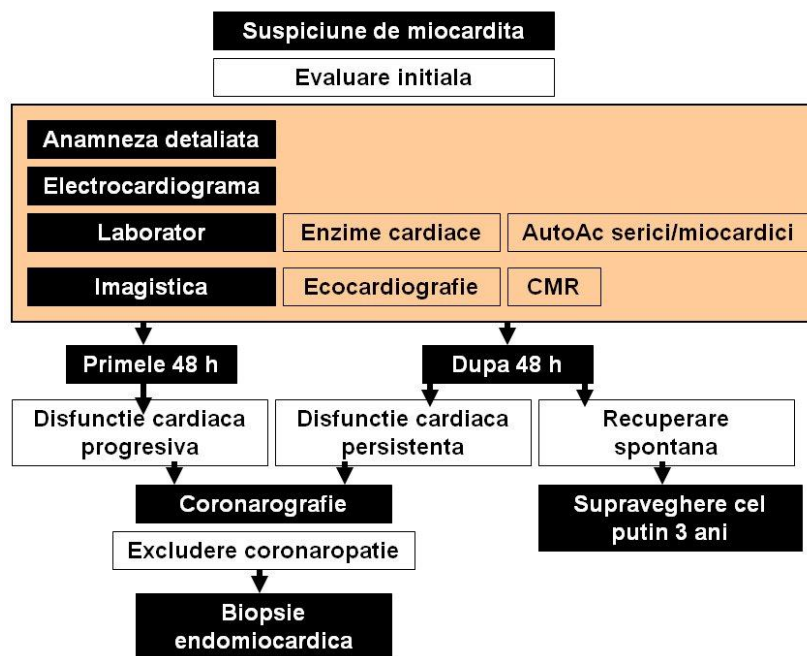 Suspiciune de miocardita
Evaluare initiala
Anamneza detaliata
Electrocardiograma
Laborator
Enzime cardiace
AutoAc serici/miocardici
Imagistica
Ecocardiografie
CMR
Primele 48 h
Dupa 48 h
Disfunctie cardiaca
progresiva
Disfunctie cardiaca
persistenta
Recuperare
spontana
Coronarografie
Supraveghere cel
putin 3 ani
Excludere coronaropatie
Biopsie
endomiocardica